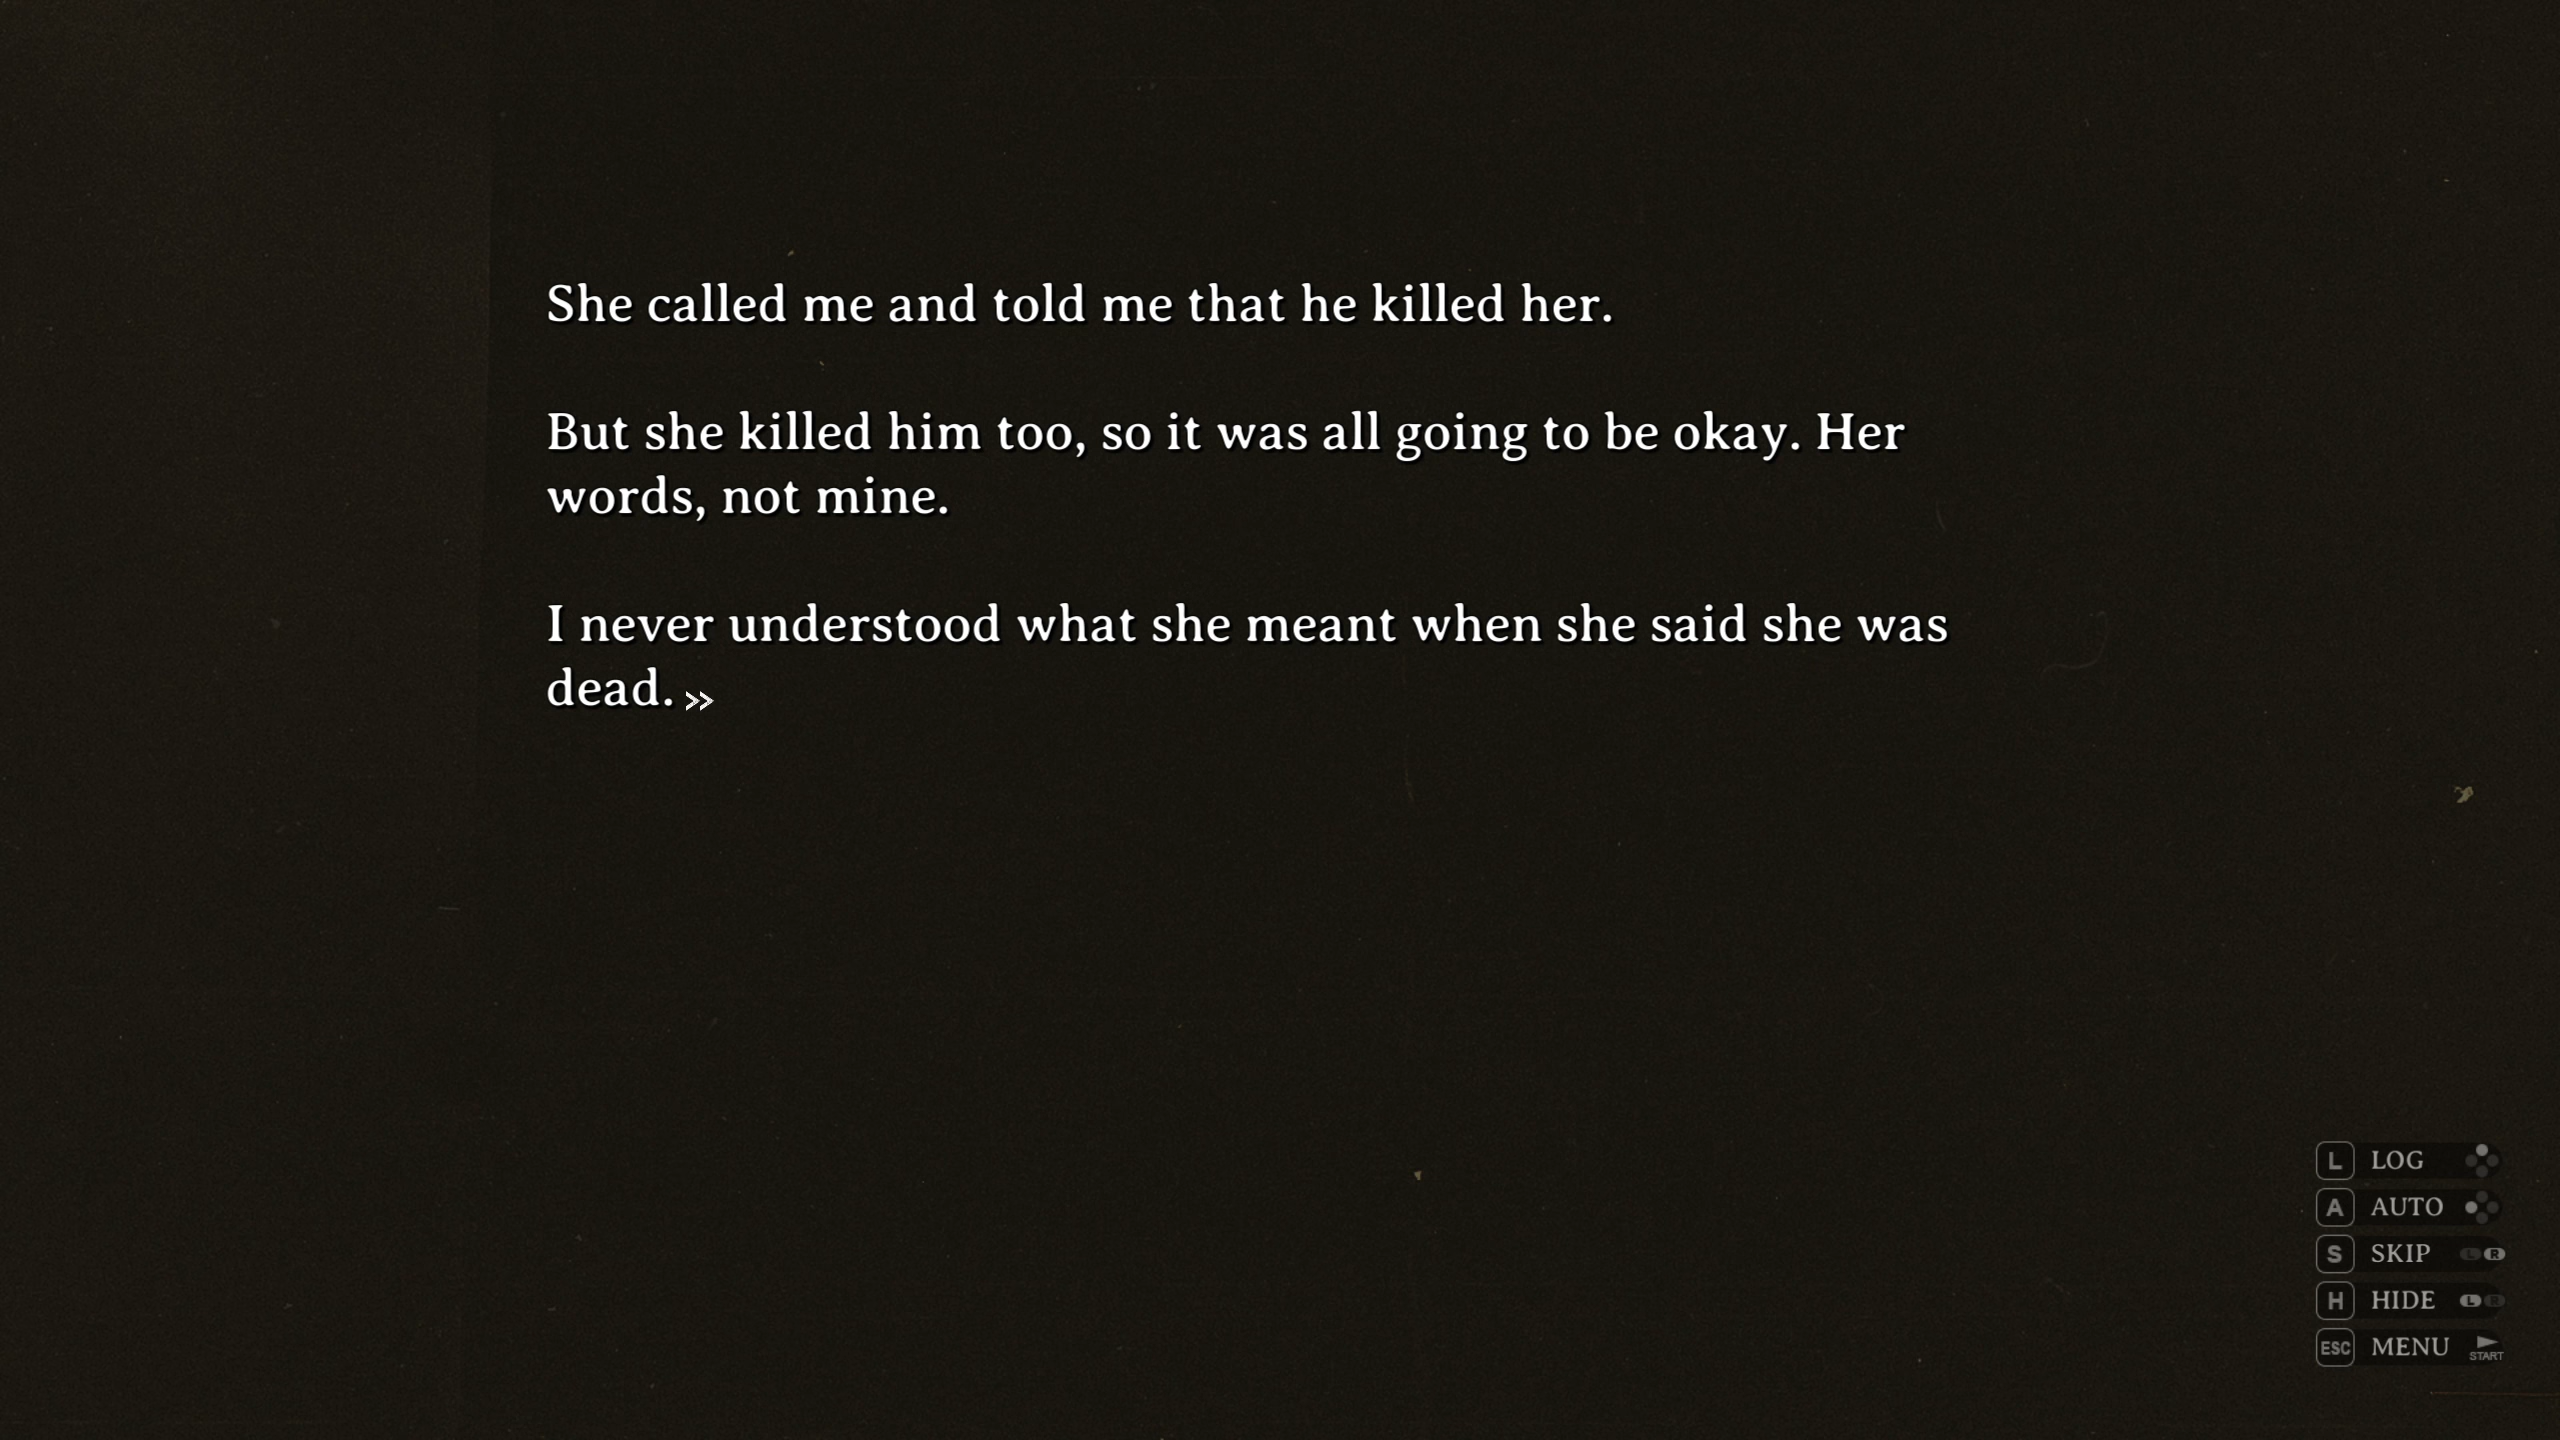 She called me and told me that he killed her.
But she killed him too, so it was all going to be okay. Her
words, not mine.
I never understood what she meant when she said she was
dead. »
L LOG
A AUTO
S SKIP L R
H HIDE L R
ESC MENU START